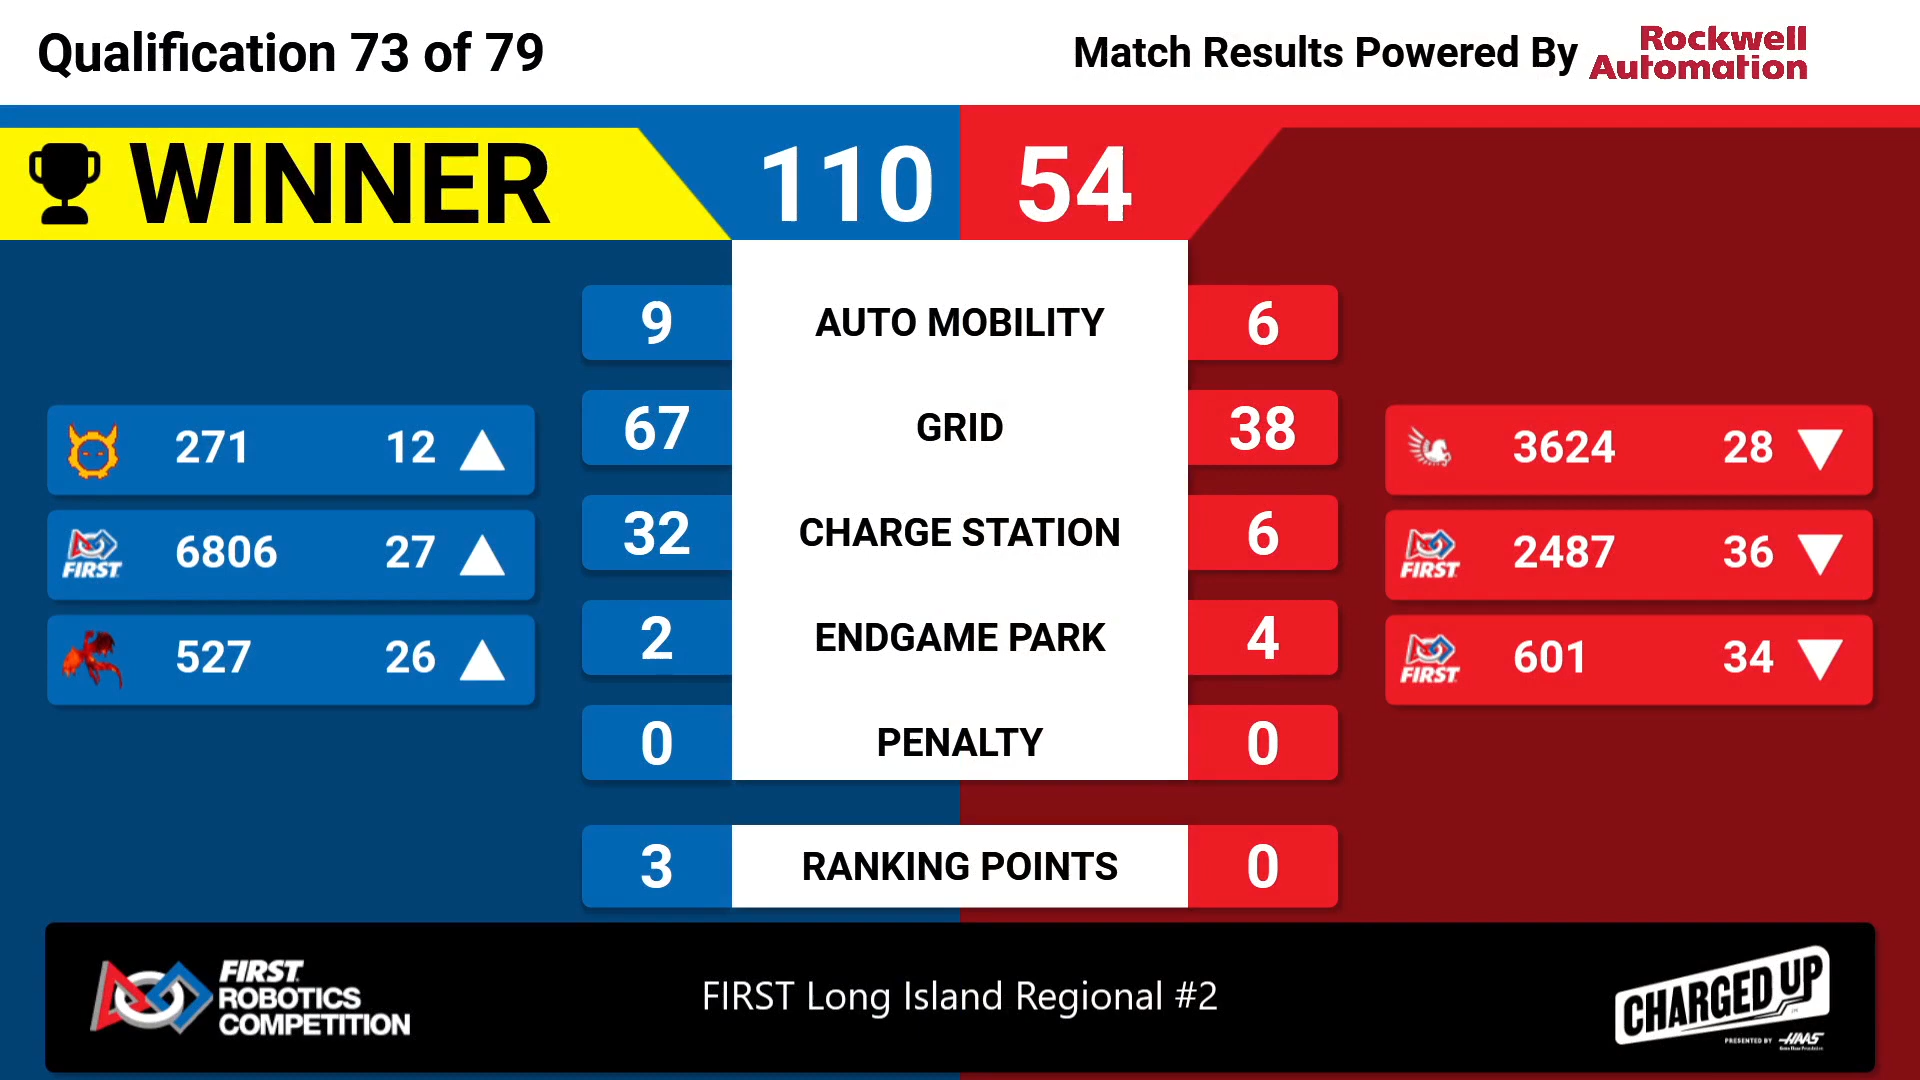 Qualification 73 of 79
Match Results Powered By
Rockwell
Automation
WINNER 110 54
9 AUTO MOBILITY 6
67 GRID 38
32 CHARGE STATION 6
2 ENDGAME PARK 4
0 PENALTY 0
3 RANKING POINTS 0
271 12
FIRST 6806 27
527 26
3624 28
FIRST 2487 36
FIRST 601 34
FIRST
ROBOTICS
COMPETITION
FIRST Long Island Regional #2
CHARGED UP
PRESENTED BY HAAS